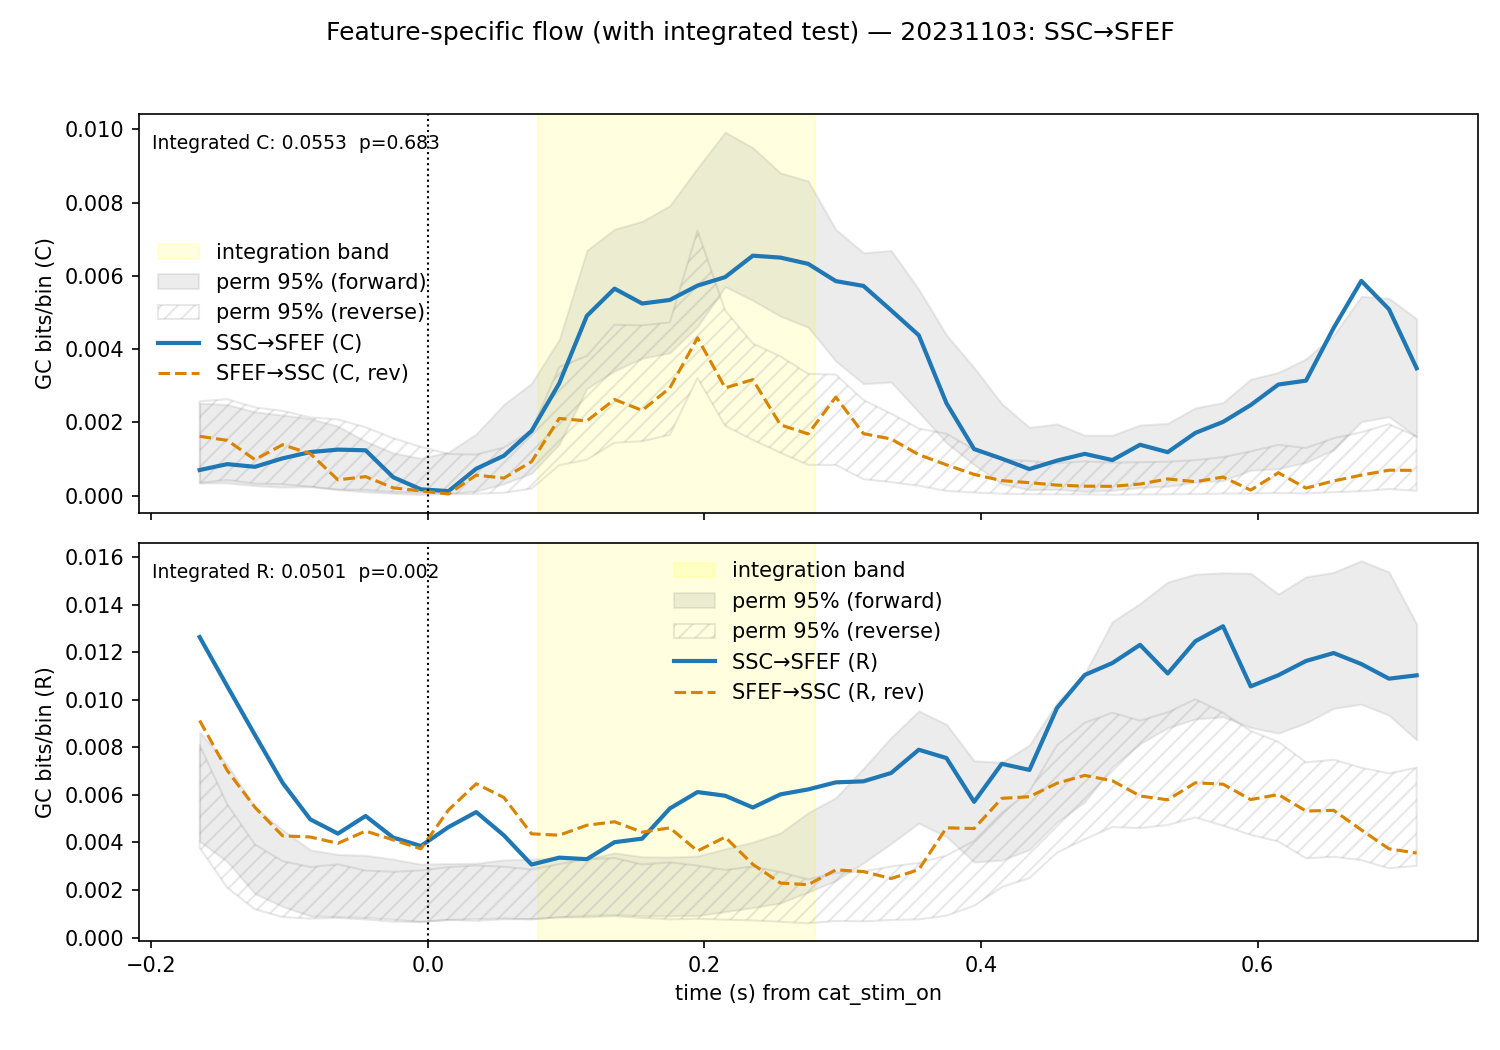 Feature-specific flow (with integrated test) — 20231103: SSC→SFEF
GC bits/bin (C)
0.010
0.008
0.006
0.004
0.002
0.000
Integrated C: 0.0553  p=0.683
integration band
perm 95% (forward)
perm 95% (reverse)
SSC→SFEF (C)
SFEF→SSC (C, rev)
GC bits/bin (R)
0.016
0.014
0.012
0.010
0.008
0.006
0.004
0.002
0.000
Integrated R: 0.0501  p=0.002
integration band
perm 95% (forward)
perm 95% (reverse)
SSC→SFEF (R)
SFEF→SSC (R, rev)
−0.2 0.0 0.2 0.4 0.6
time (s) from cat_stim_on